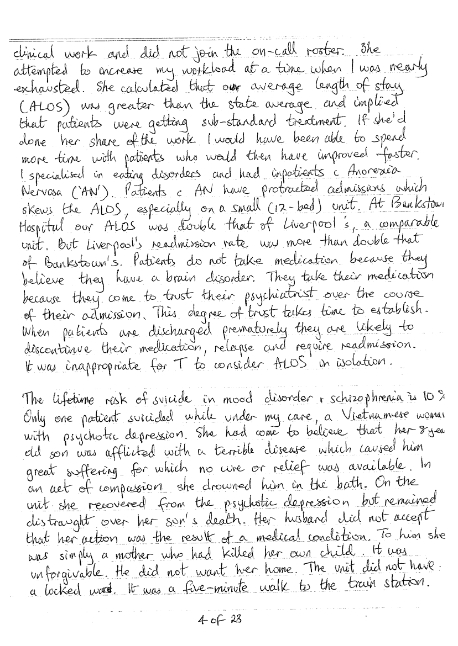 clinical work and did not join the on-call roster. She
attempted to increase my workload at a time when I was nearly
exhausted. She calculated that our average length of stay
(ALOS) was greater than the state average and implied
that patients were getting sub-standard treatment. If she'd
done her share of the work I would have been able to spend
more time with patients who would then have improved faster.
I specialised in eating disorders and had inpatients c Anorexia
Nervosa ('AN'). Patients c AN have protracted admissions which
skews the ALOS, especially on a small (12-bed) unit. At Bankstown
Hospital our ALOS was double that of Liverpool's, a comparable
unit. But Liverpool's readmission rate was more than double that
of Bankstown's. Patients do not take medication because they
believe they have a brain disorder. They take their medication
because they come to trust their psychiatrist over the course
of their admission. This degree of trust takes time to establish.
When patients are discharged prematurely they are likely to
discontinue their medication, relapse and require readmission.
It was inappropriate for T to consider ALOS in isolation.
The lifetime risk of suicide in mood disorder & schizophrenia is 10%
Only one patient suicided while under my care, a Vietnamese woman
with psychotic depression. She had come to believe that her 8 year
old son was afflicted with a terrible disease which caused him
great suffering for which no cure or relief was available. In
an act of compassion she drowned him in the bath. On the
unit she recovered from the psychotic depression but remained
distraught over her son's death. Her husband did not accept
that her action was the result of a medical condition. To him she
was simply a mother who had killed her own child. It was
unforgivable. He did not want her home. The unit did not have
a locked ward. It was a five-minute walk to the train station.
4 of 23